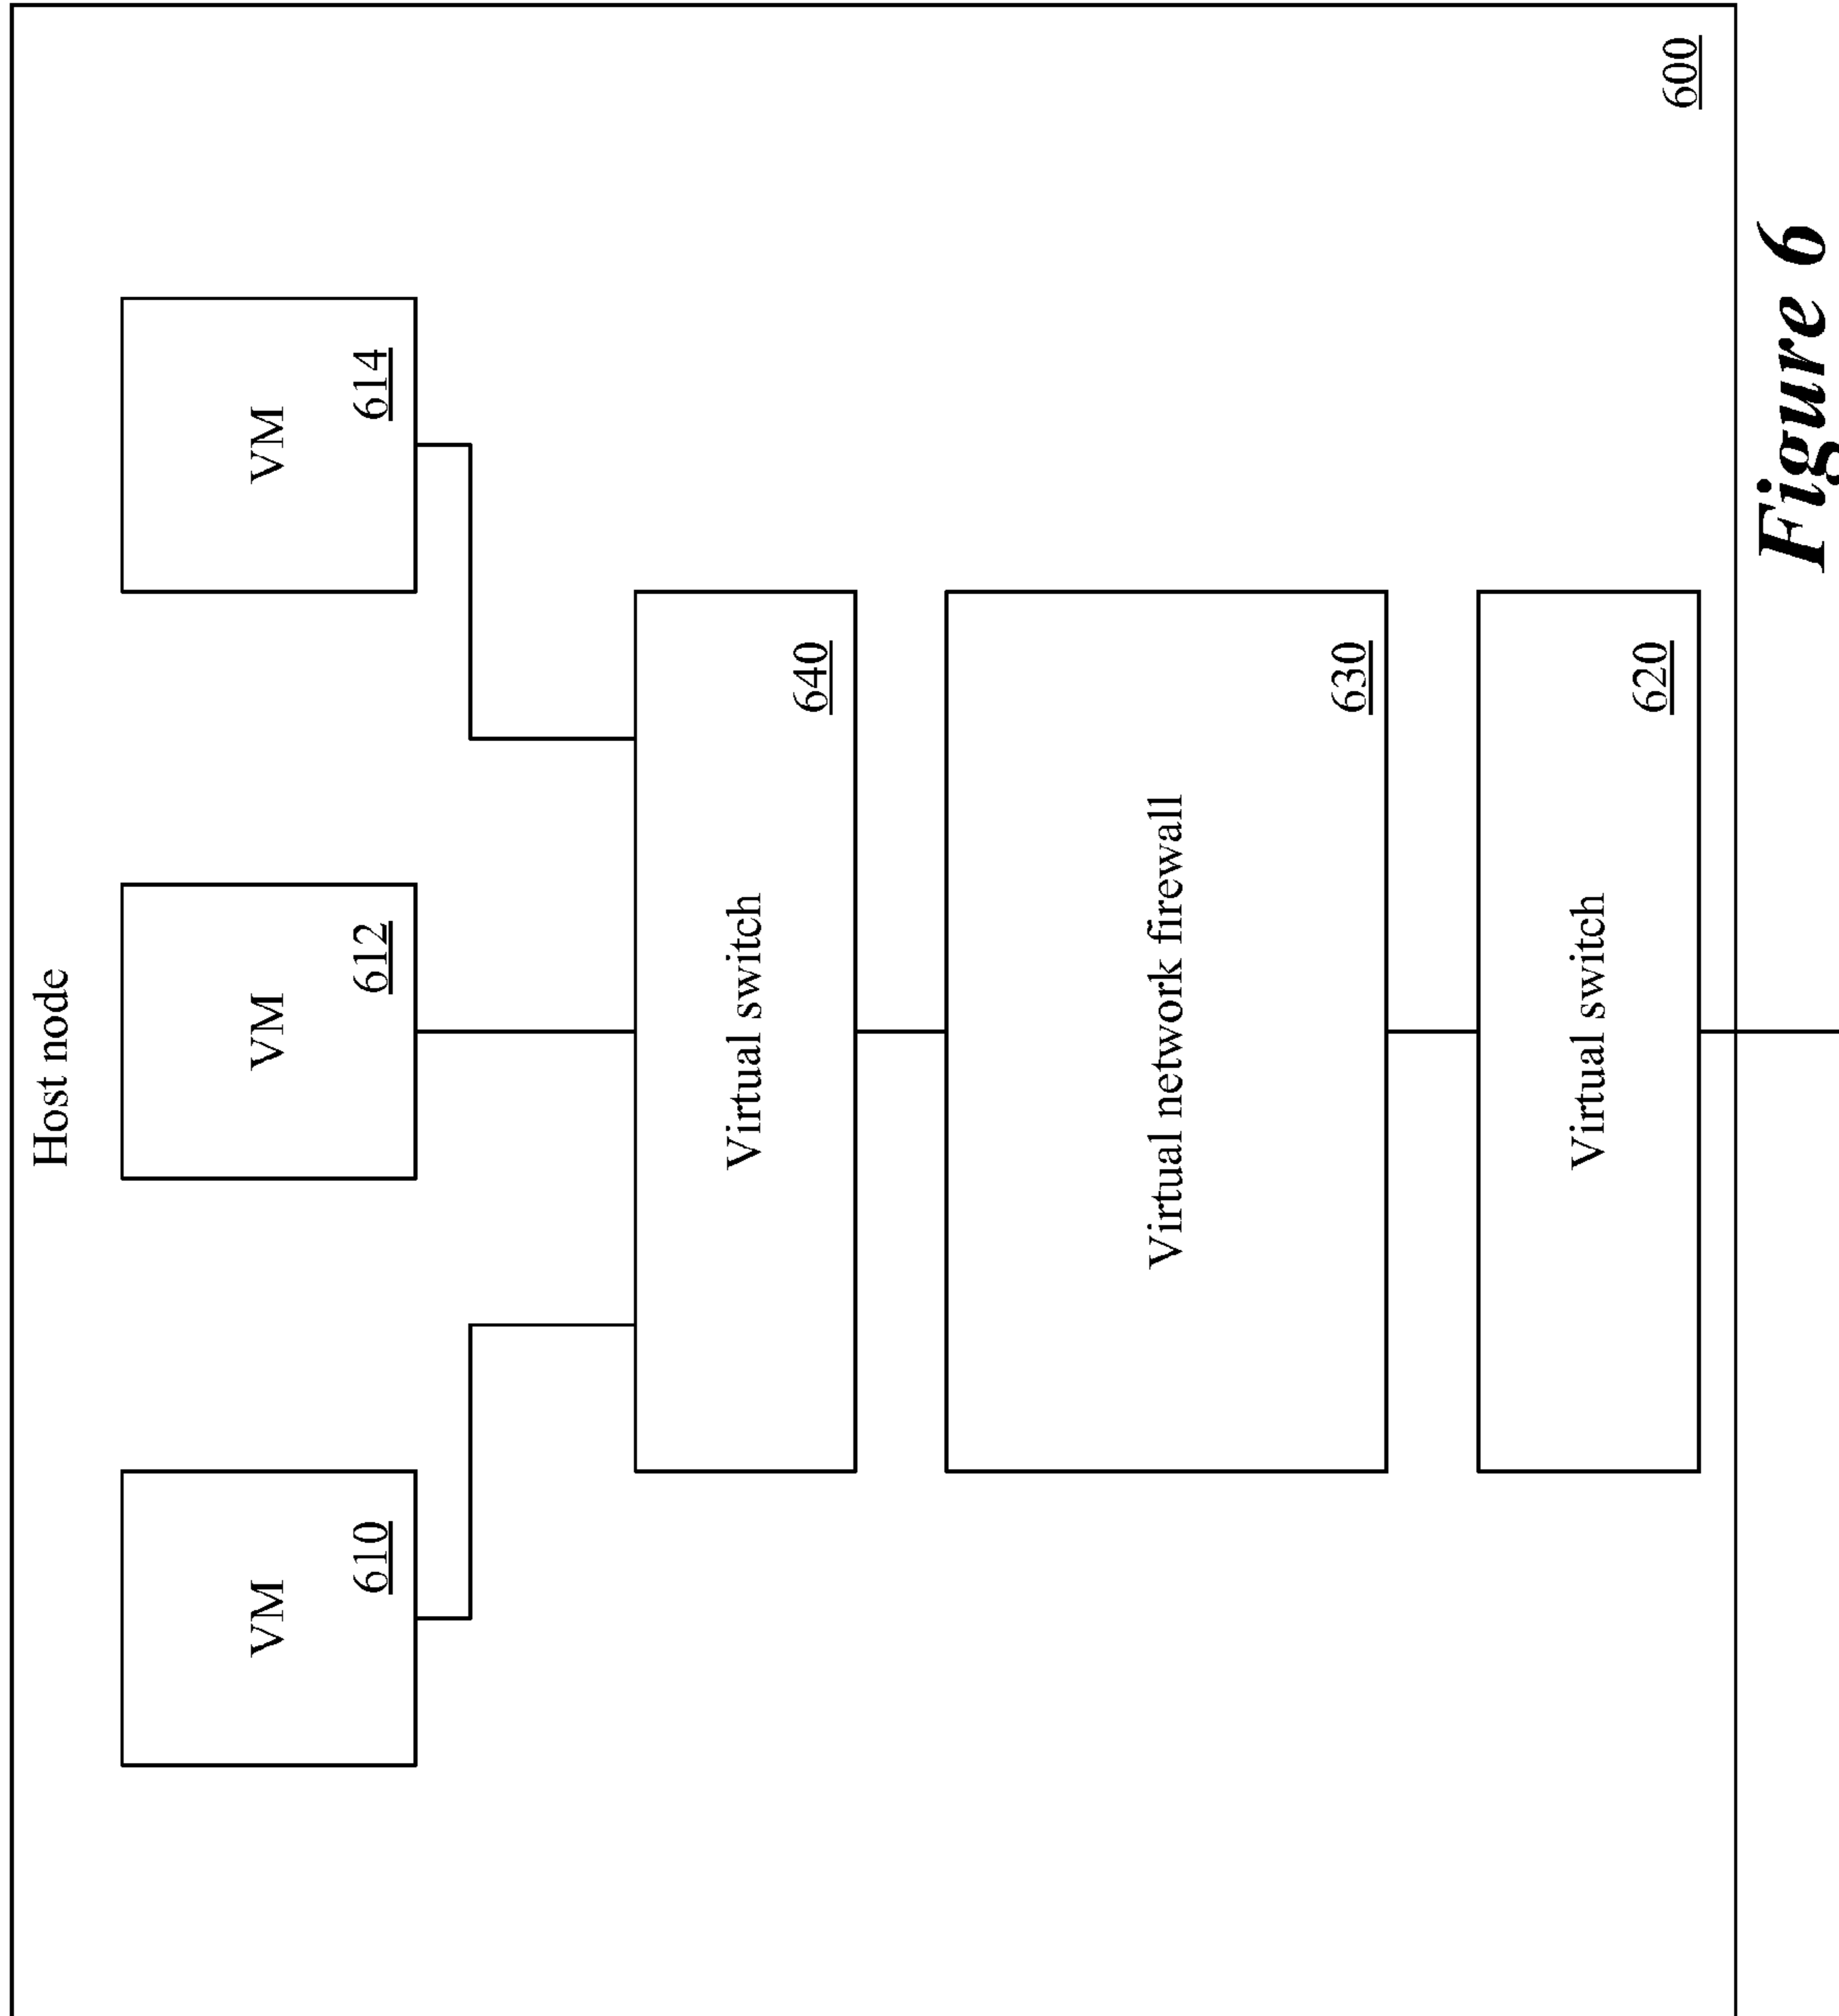 Host node
VM
610
VM
612
VM
614
Virtual switch
640
Virtual network firewall
630
Virtual switch
620
600
Figure 6